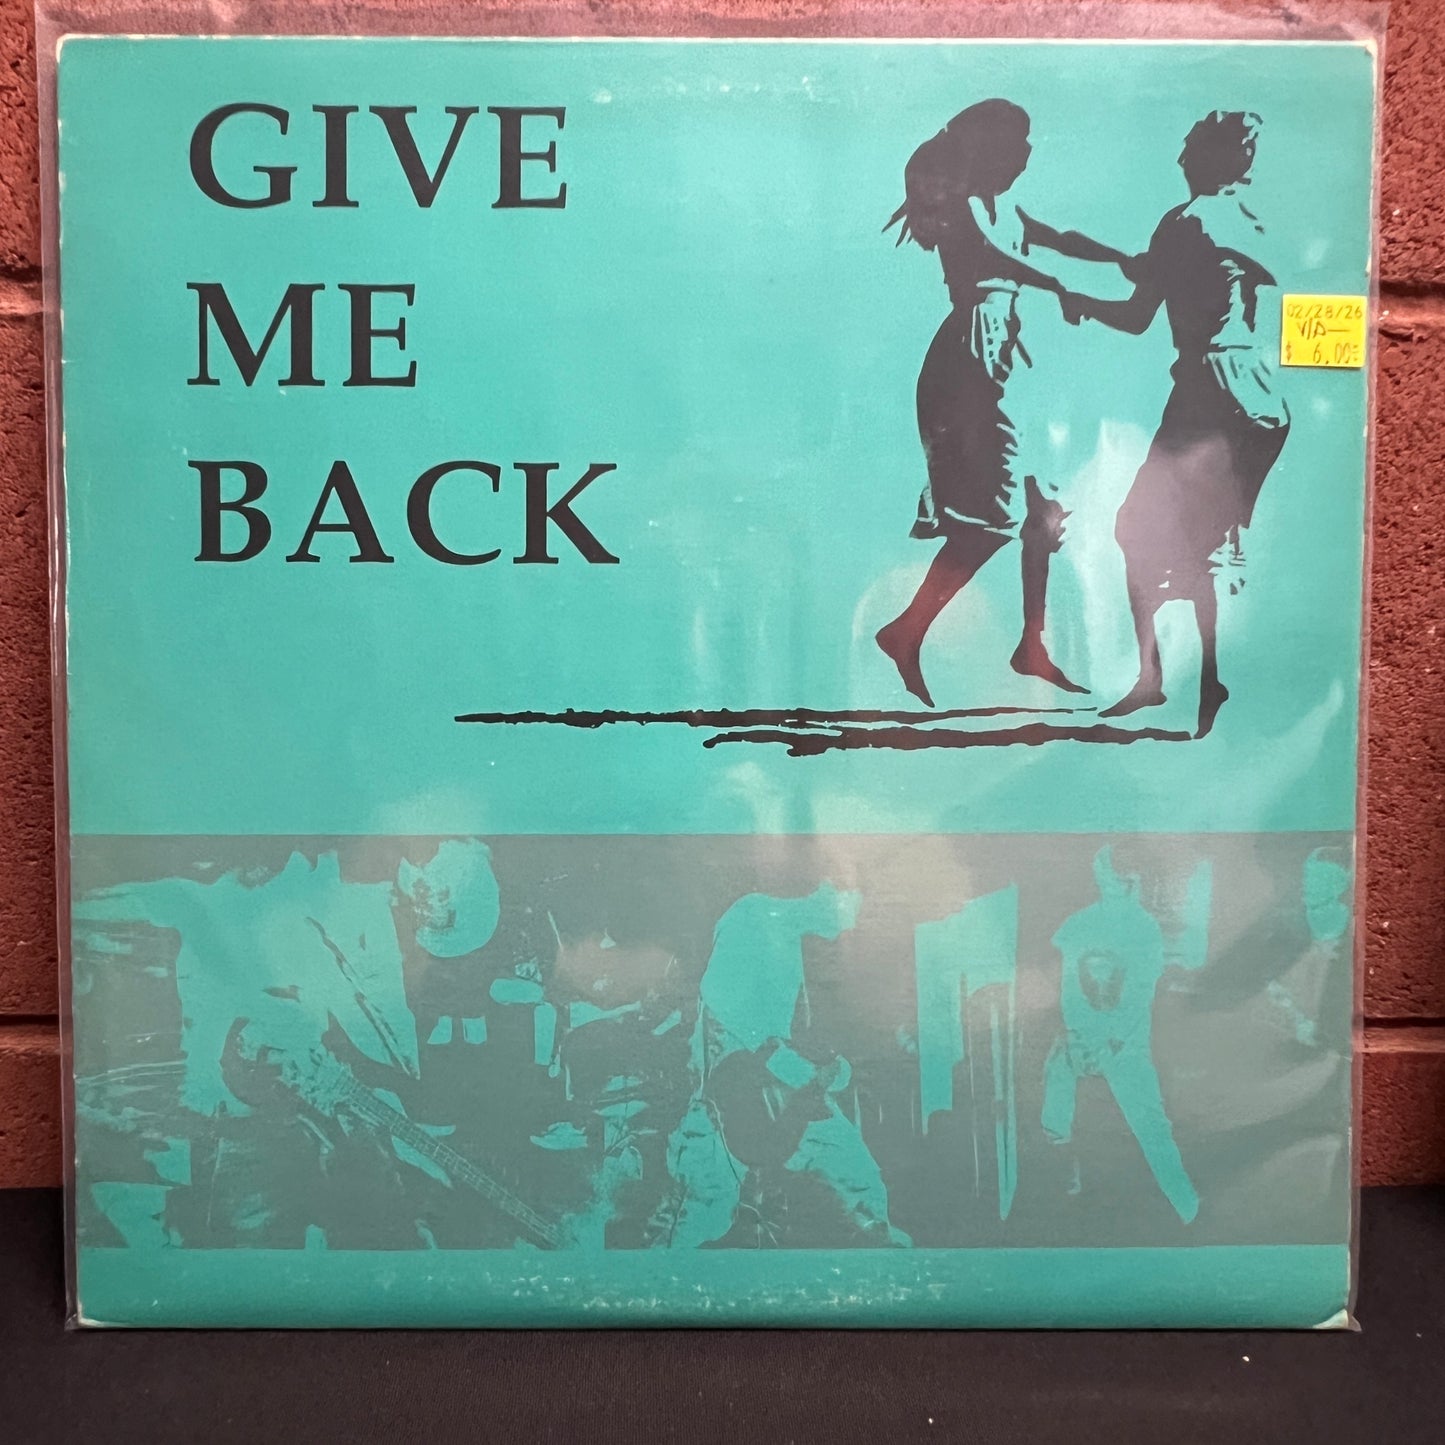 GIVE
ME
BACK
02/28/26
V/A—
$ 6.00